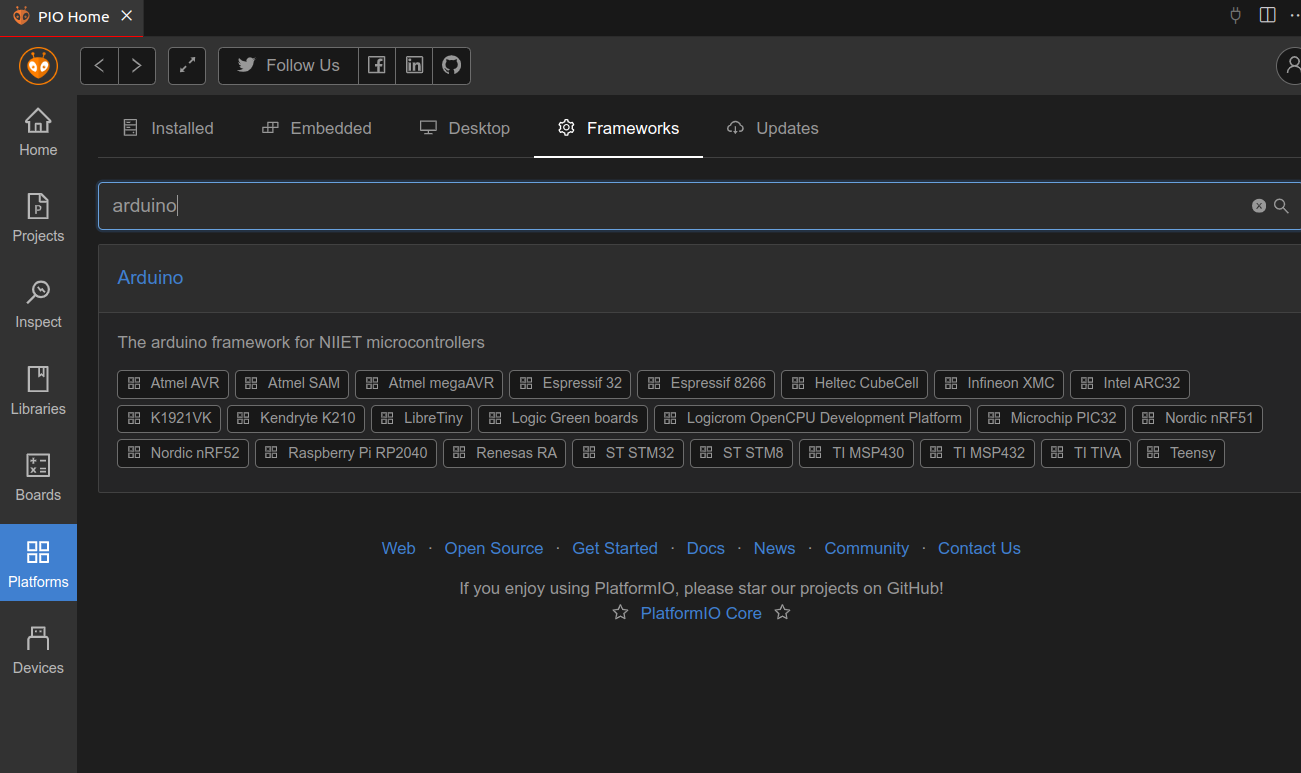 PIO Home
Follow Us
Home
Projects
Inspect
Libraries
Boards
Platforms
Devices
Installed Embedded Desktop Frameworks Updates
arduino
Arduino
The arduino framework for NIIET microcontrollers
Atmel AVR Atmel SAM Atmel megaAVR Espressif 32 Espressif 8266 Heltec CubeCell Infineon XMC Intel ARC32
K1921VK Kendryte K210 LibreTiny Logic Green boards Logicrom OpenCPU Development Platform Microchip PIC32 Nordic nRF51
Nordic nRF52 Raspberry Pi RP2040 Renesas RA ST STM32 ST STM8 TI MSP430 TI MSP432 TI TIVA Teensy
Web · Open Source · Get Started · Docs · News · Community · Contact Us
If you enjoy using PlatformIO, please star our projects on GitHub!
PlatformIO Core